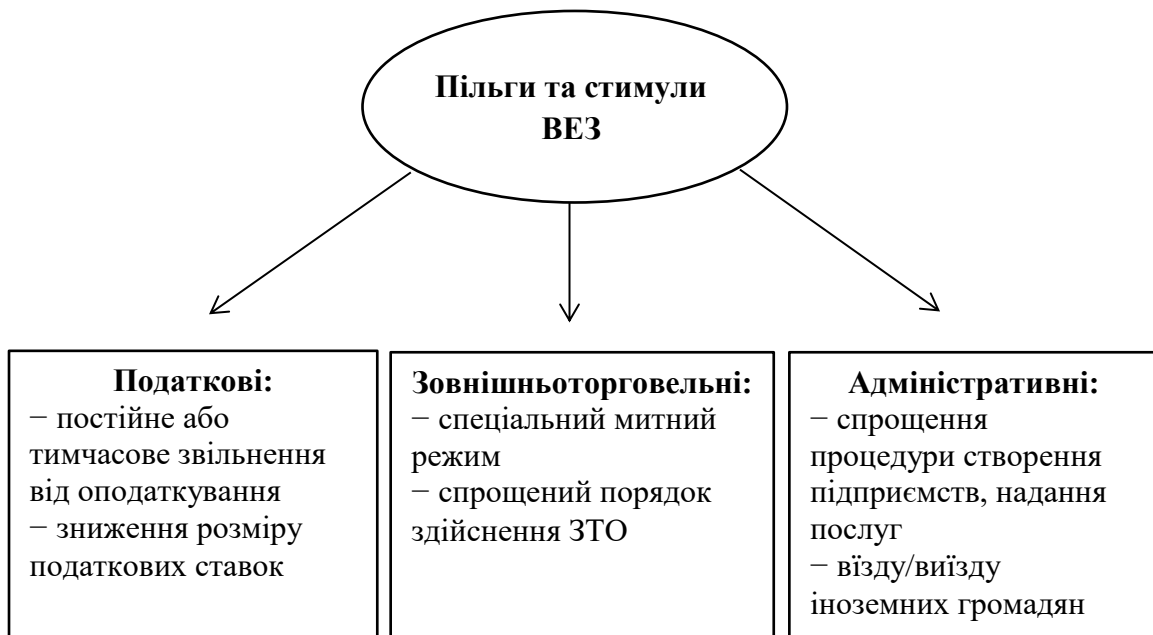 Пільги та стимули
ВЕЗ
Податкові:
− постійне або
тимчасове звільнення
від оподаткування
− зниження розміру
податкових ставок
Зовнішньоторговельні:
− спеціальний митний
режим
− спрощений порядок
здійснення ЗТО
Адміністративні:
− спрощення
процедури створення
підприємств, надання
послуг
− вїзду/виїзду
іноземних громадян